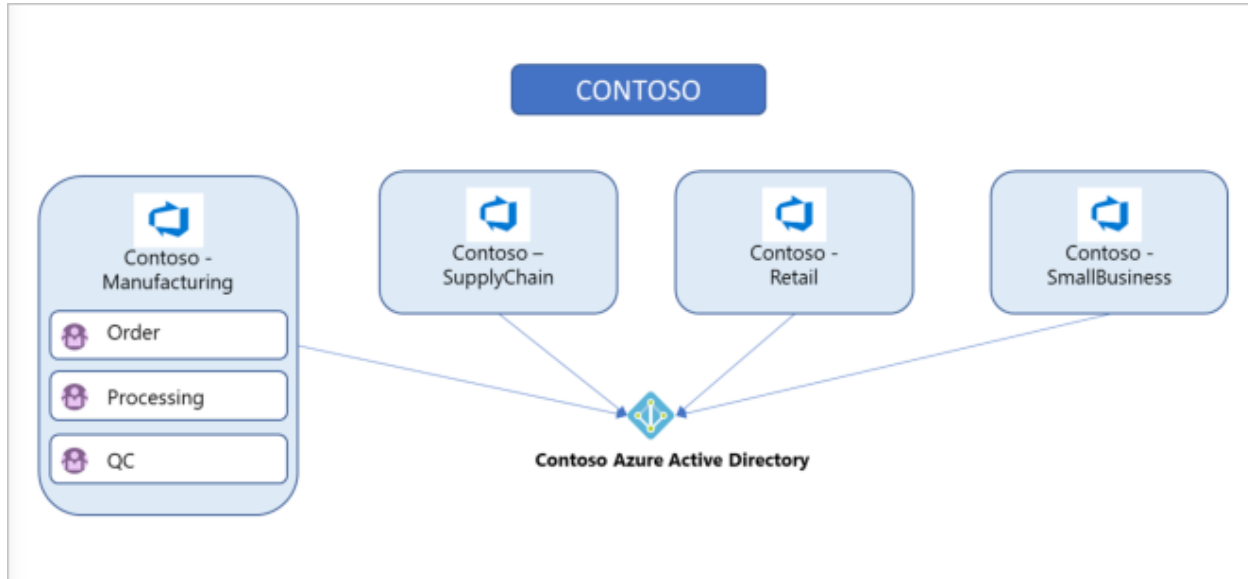 CONTOSO
Contoso -
Manufacturing
Order
Processing
QC
Contoso –
SupplyChain
Contoso -
Retail
Contoso -
SmallBusiness
Contoso Azure Active Directory